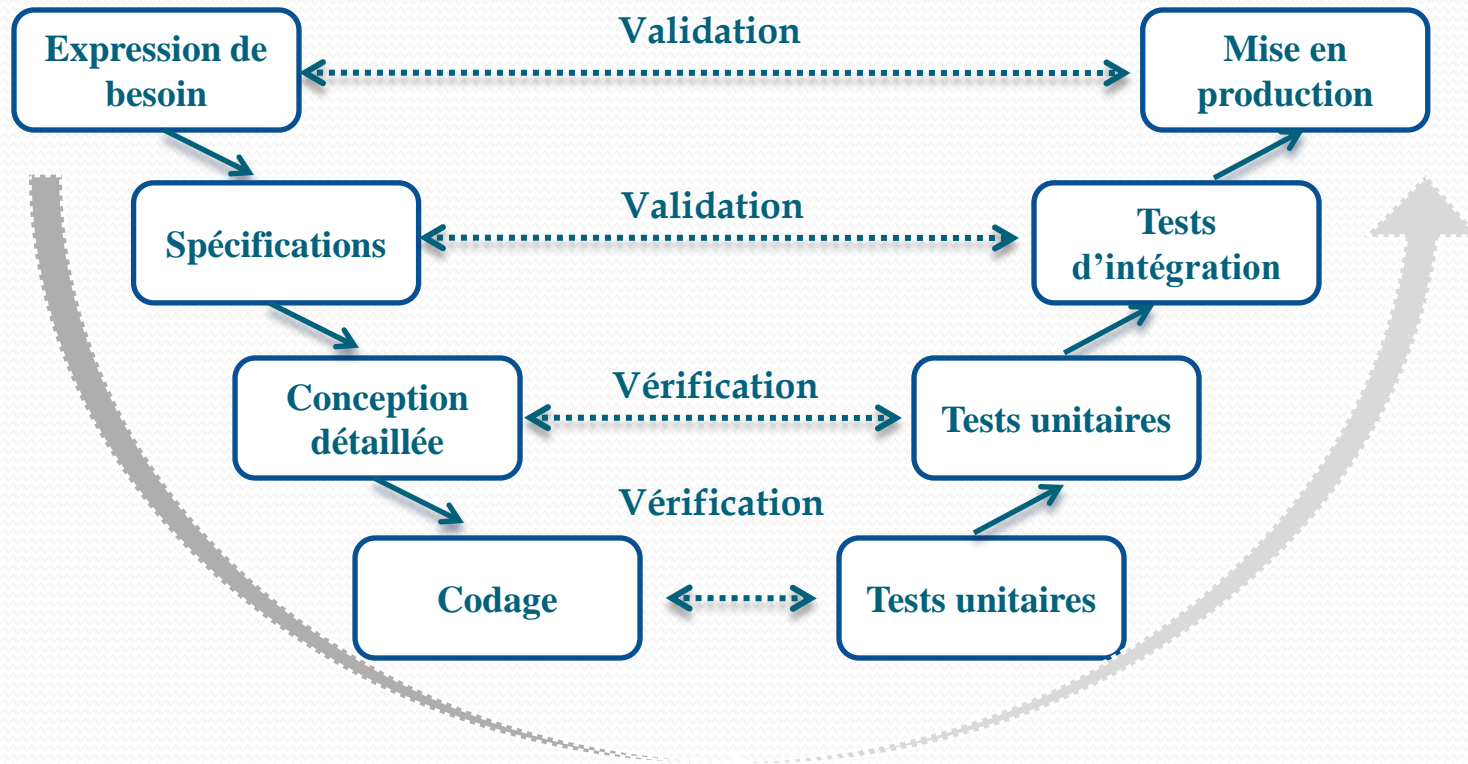 Expression de
besoin
Validation
Mise en
production
Spécifications
Validation
Tests
d’intégration
Conception
détaillée
Vérification
Tests unitaires
Vérification
Codage
Tests unitaires